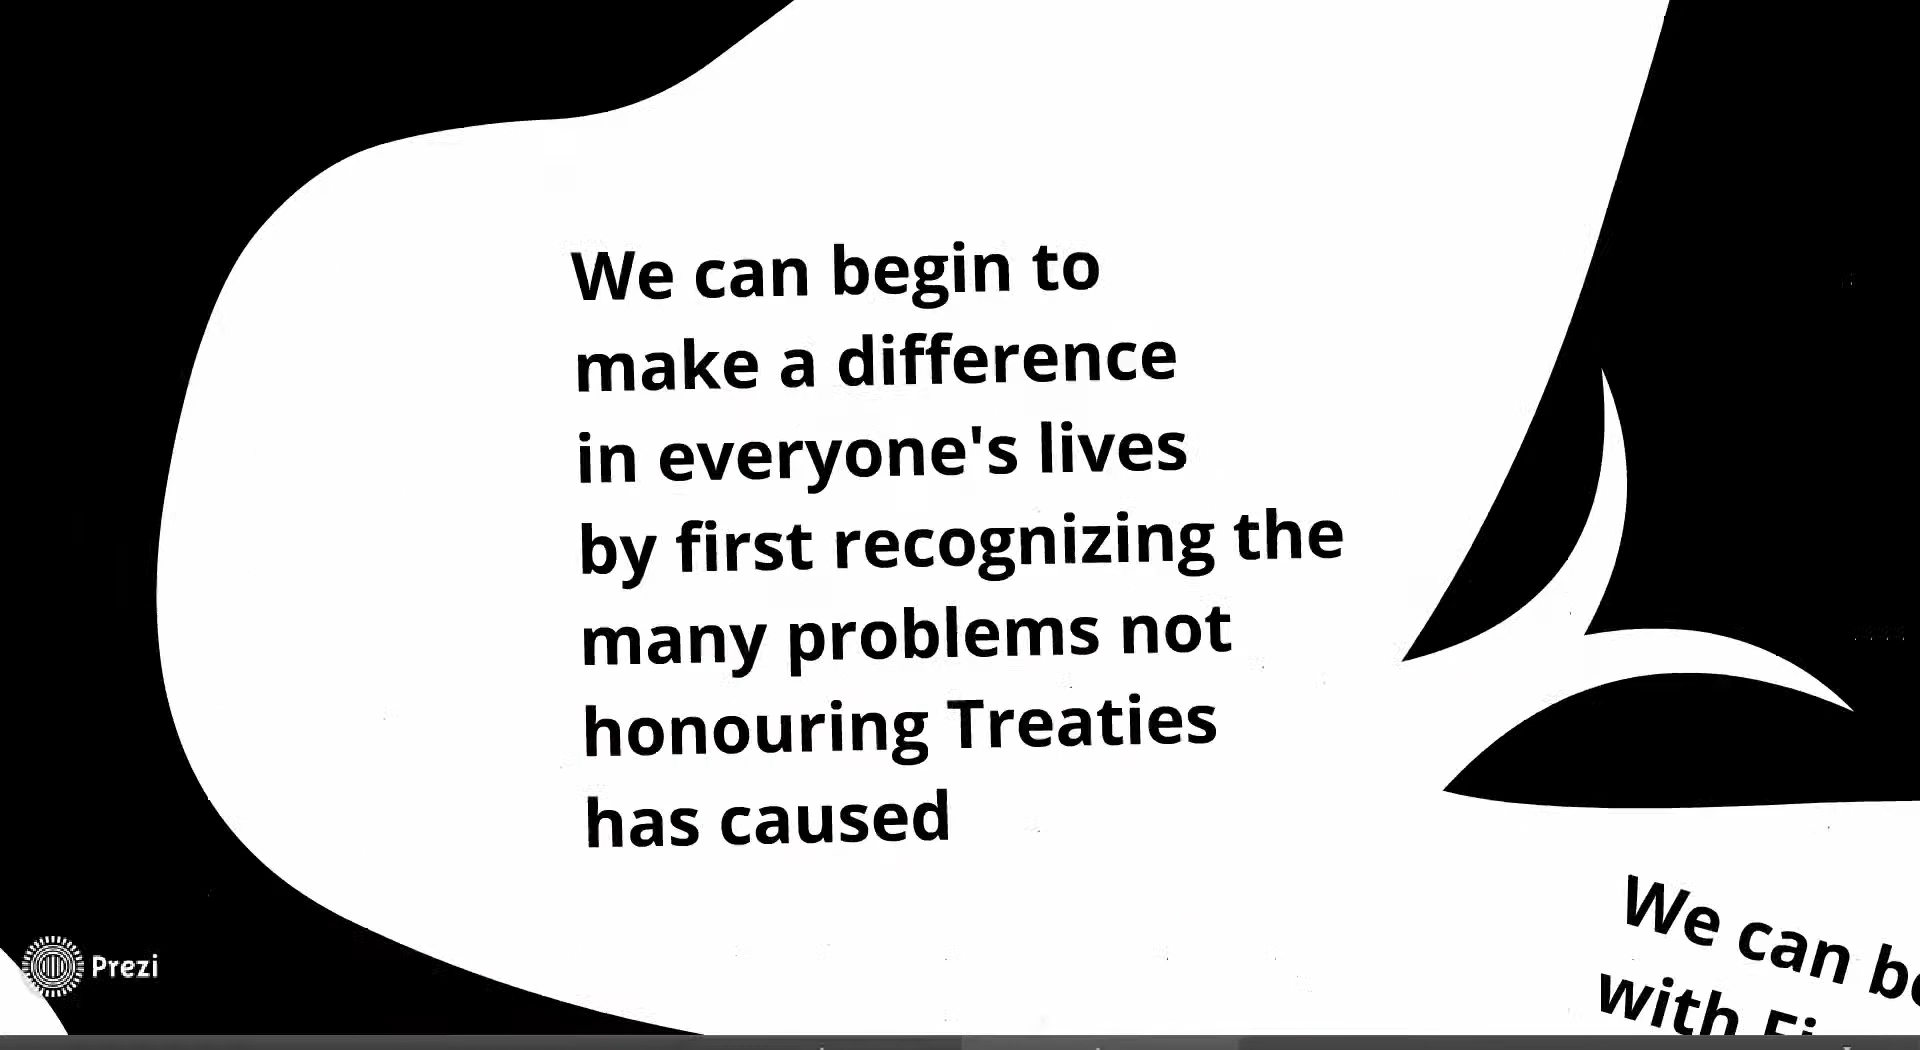 We can begin to
make a difference
in everyone's lives
by first recognizing the
many problems not
honouring Treaties
has caused
We can
with
Prezi